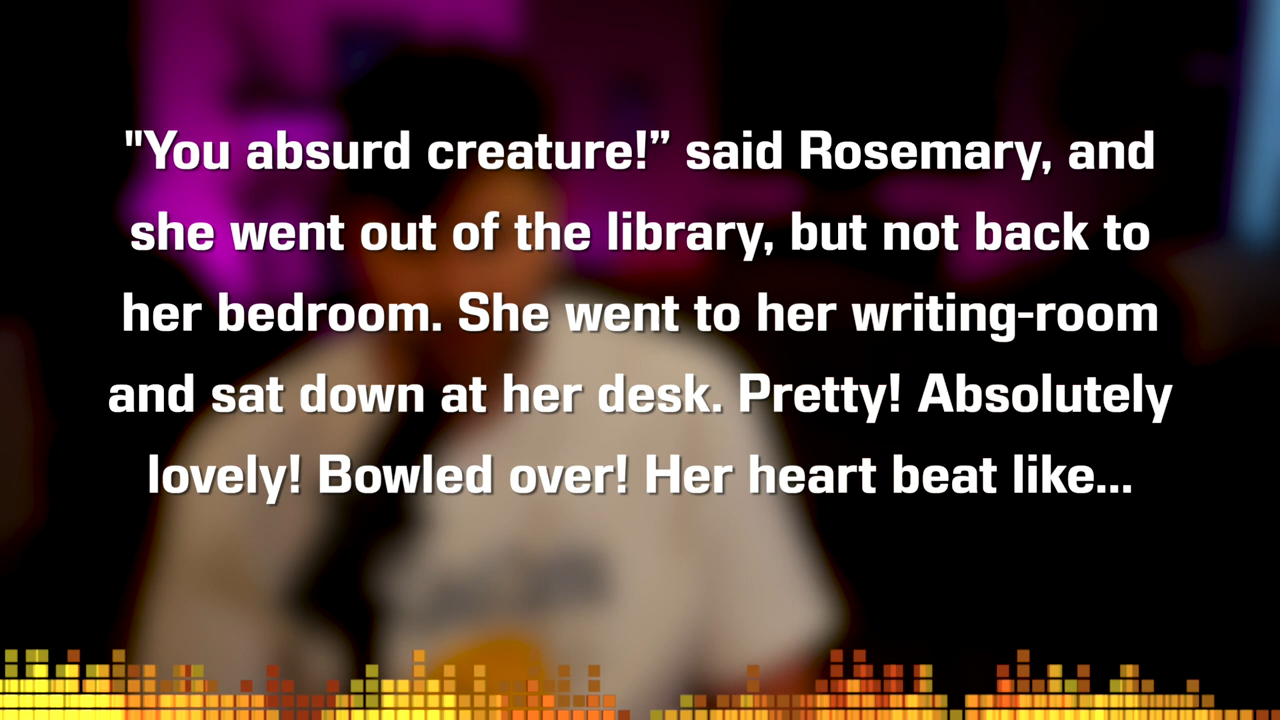 "You absurd creature!” said Rosemary, and
she went out of the library, but not back to
her bedroom. She went to her writing-room
and sat down at her desk. Pretty! Absolutely
lovely! Bowled over! Her heart beat like...